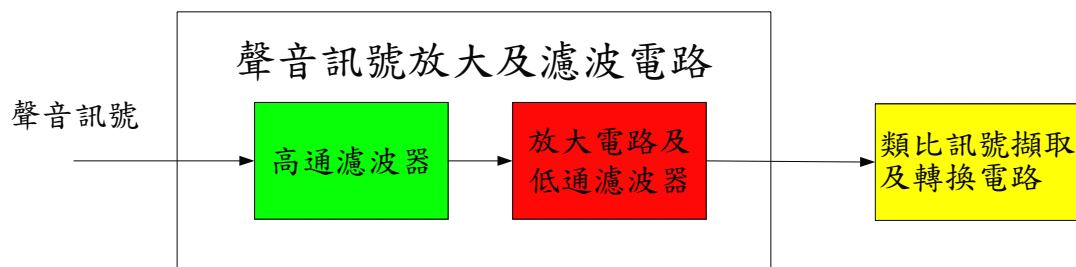 聲音訊號放大及濾波電路
聲音訊號
高通濾波器
放大電路及
低通濾波器
類比訊號擷取
及轉換電路